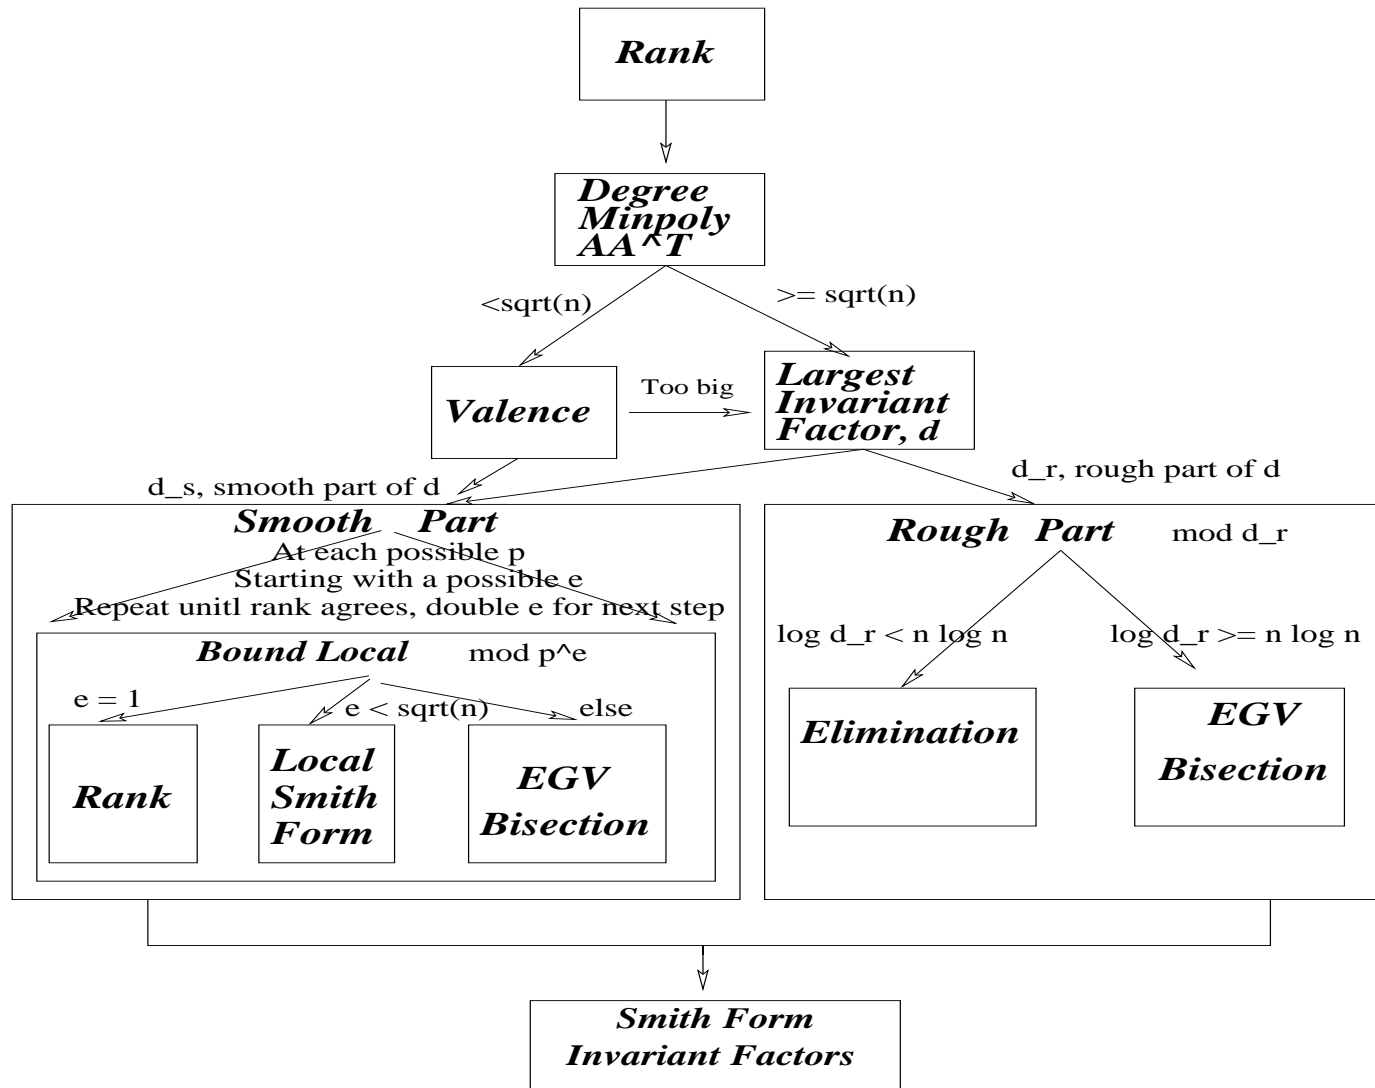 Rank
Degree
Minpoly
AA^T
<sqrt(n)
>= sqrt(n)
Valence
Too big
Largest
Invariant
Factor, d
d_s, smooth part of d
d_r, rough part of d
Smooth Part
At each possible p
Starting with a possible e
Repeat unitl rank agrees, double e for next step
Bound Local mod p^e
e = 1
e < sqrt(n)
else
Rank
Local
Smith
Form
EGV
Bisection
Rough Part mod d_r
log d_r < n log n
log d_r >= n log n
Elimination
EGV
Bisection
Smith Form
Invariant Factors